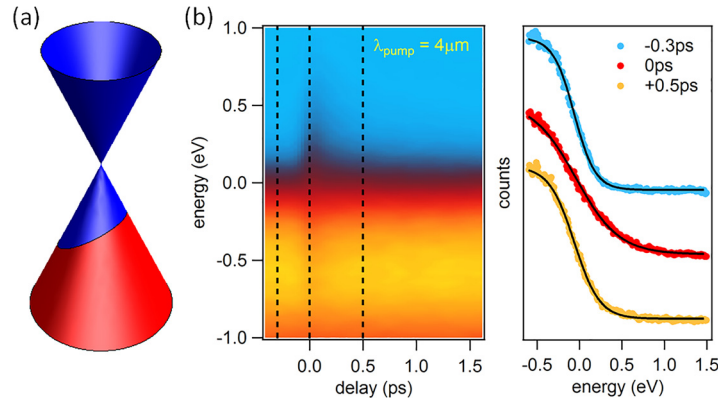 (a)
(b)
λpump = 4μm
1.0
0.5
0.0
-0.5
-1.0
energy (eV)
0.0
0.5
1.0
1.5
delay (ps)
counts
-0.3ps
0ps
+0.5ps
-0.5
0.0
0.5
1.0
1.5
energy (eV)